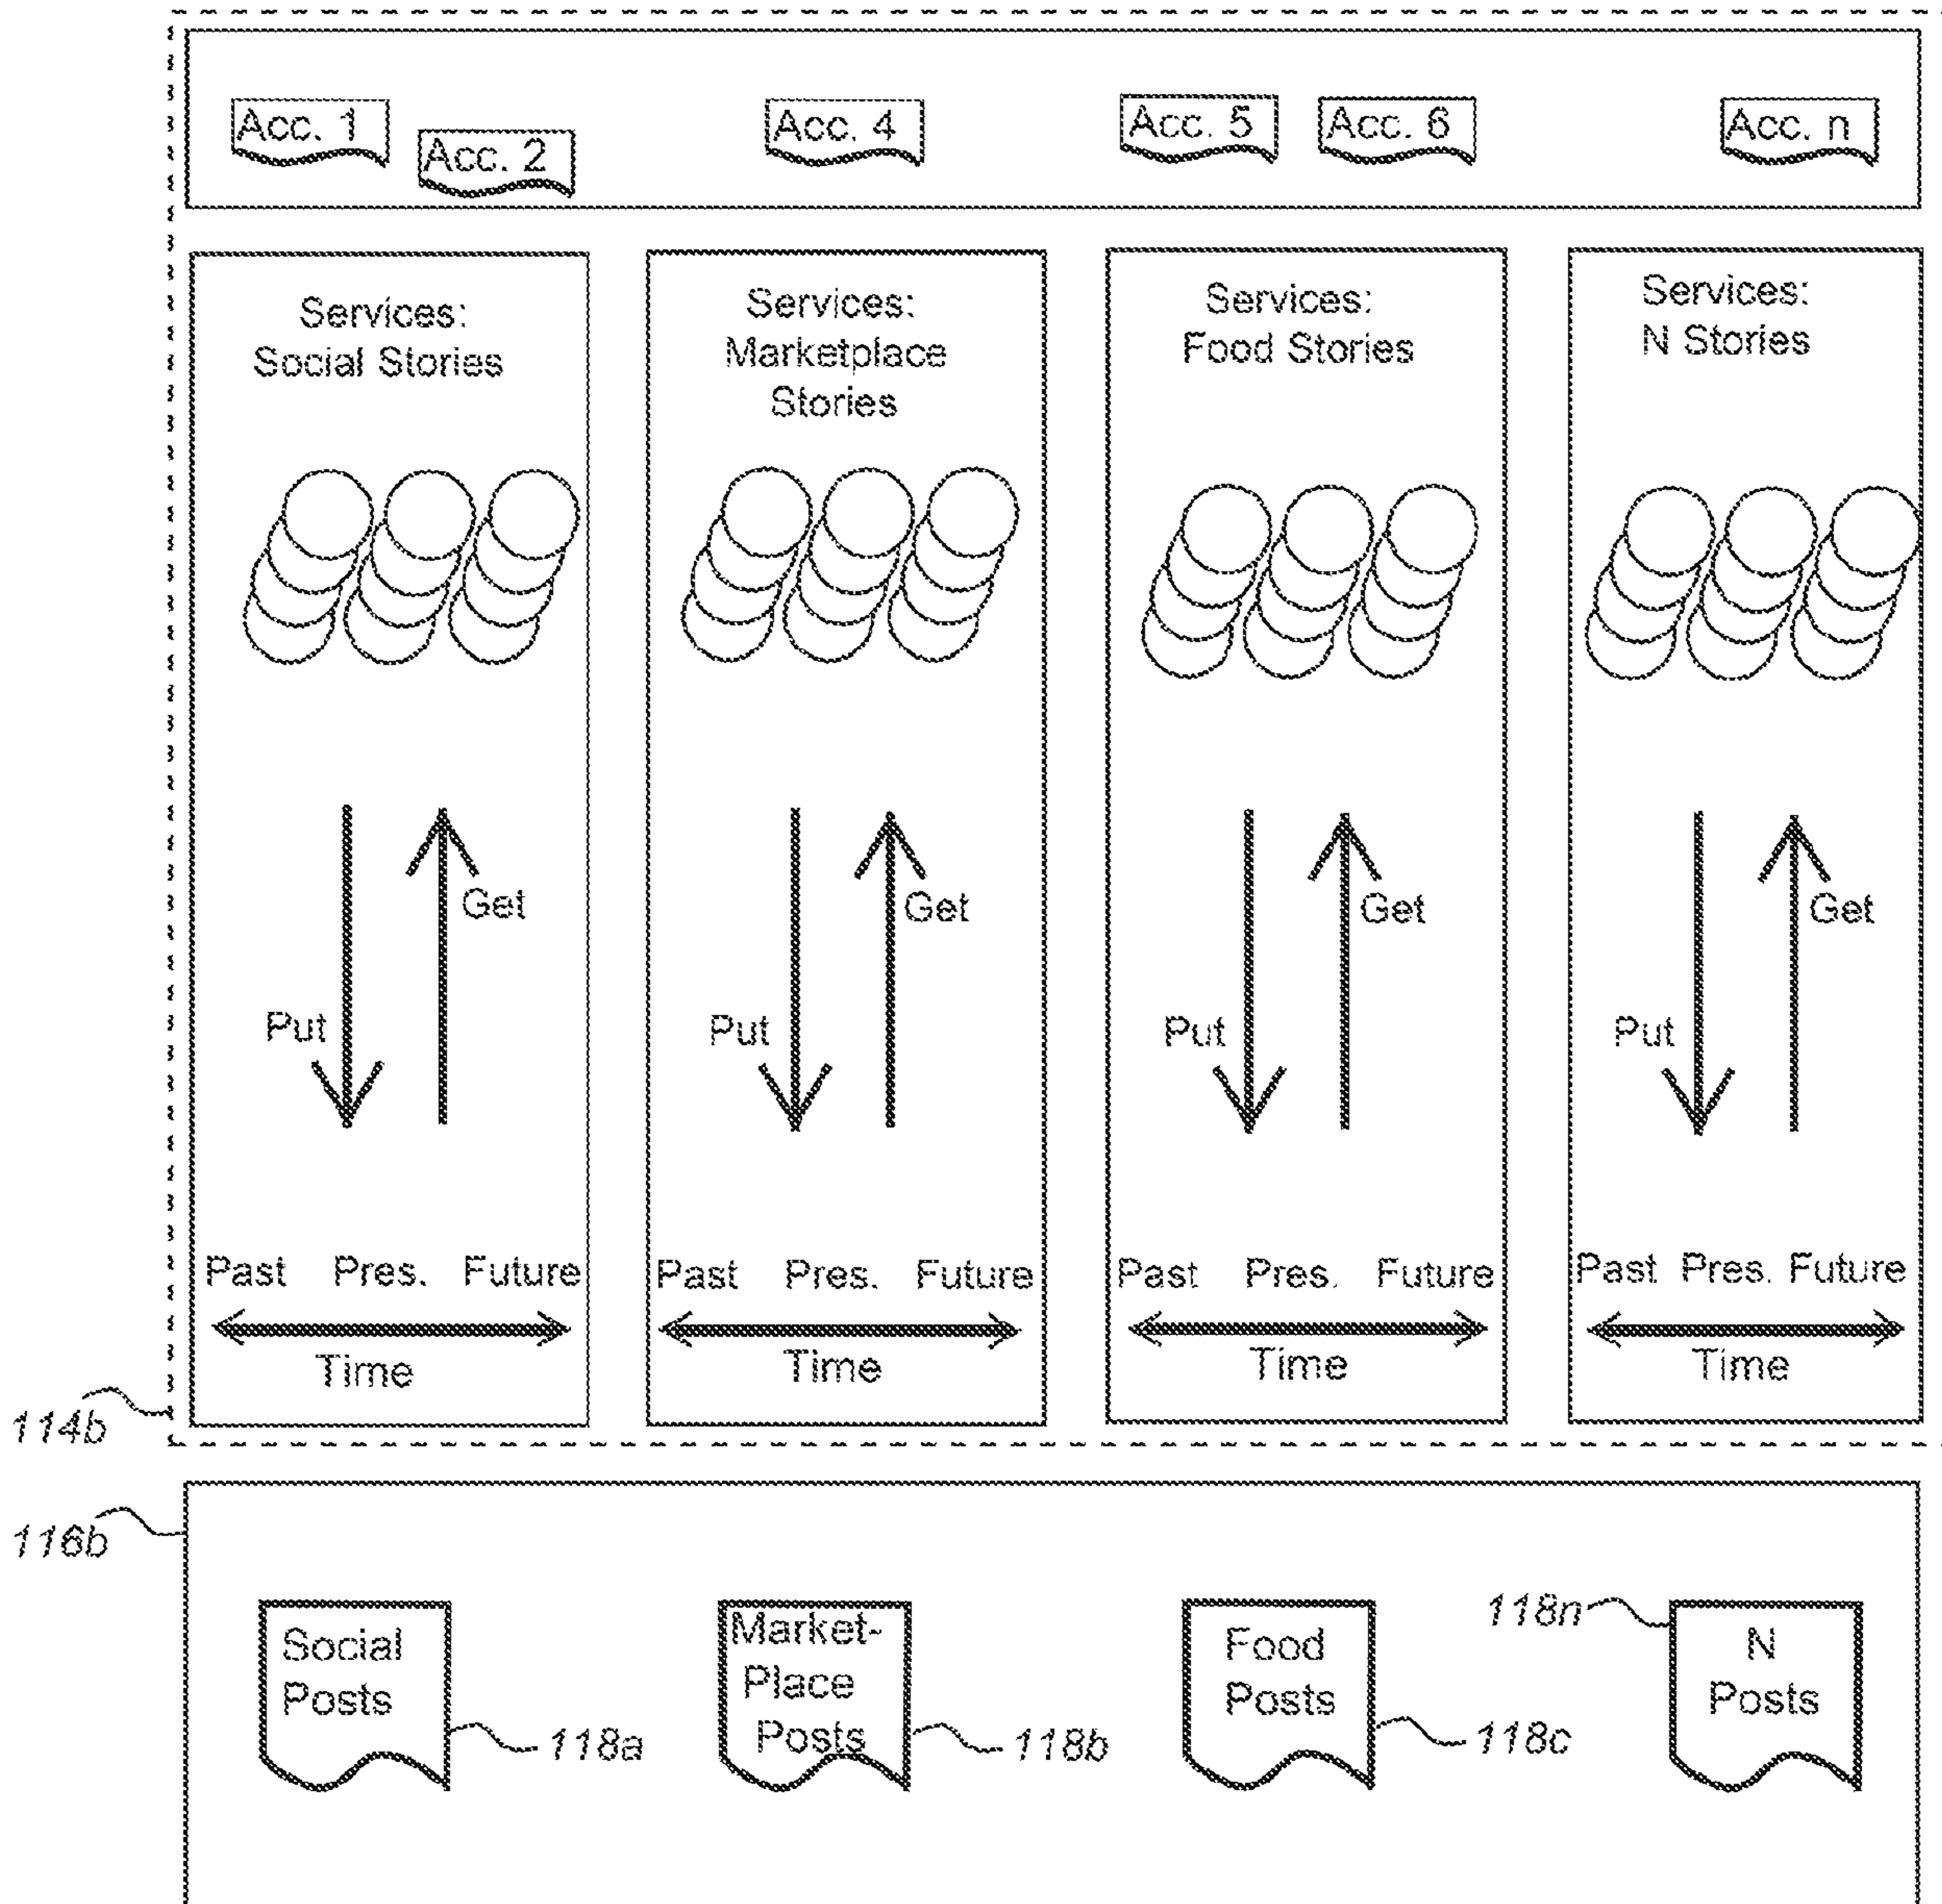 Acc. 1
Acc. 2
Acc. 4
Acc. 5
Acc. 6
Acc. n
Services:
Social Stories
Services:
Marketplace
Stories
Services:
Food Stories
Services:
N Stories
Get
Put
Get
Put
Get
Put
Get
Put
Past Pres. Future
Time
Past Pres. Future
Time
Past Pres. Future
Time
Past Pres. Future
Time
114b
116b
Social
Posts
118a
Market-
Place
Posts
118b
Food
Posts
118c
118n
N
Posts